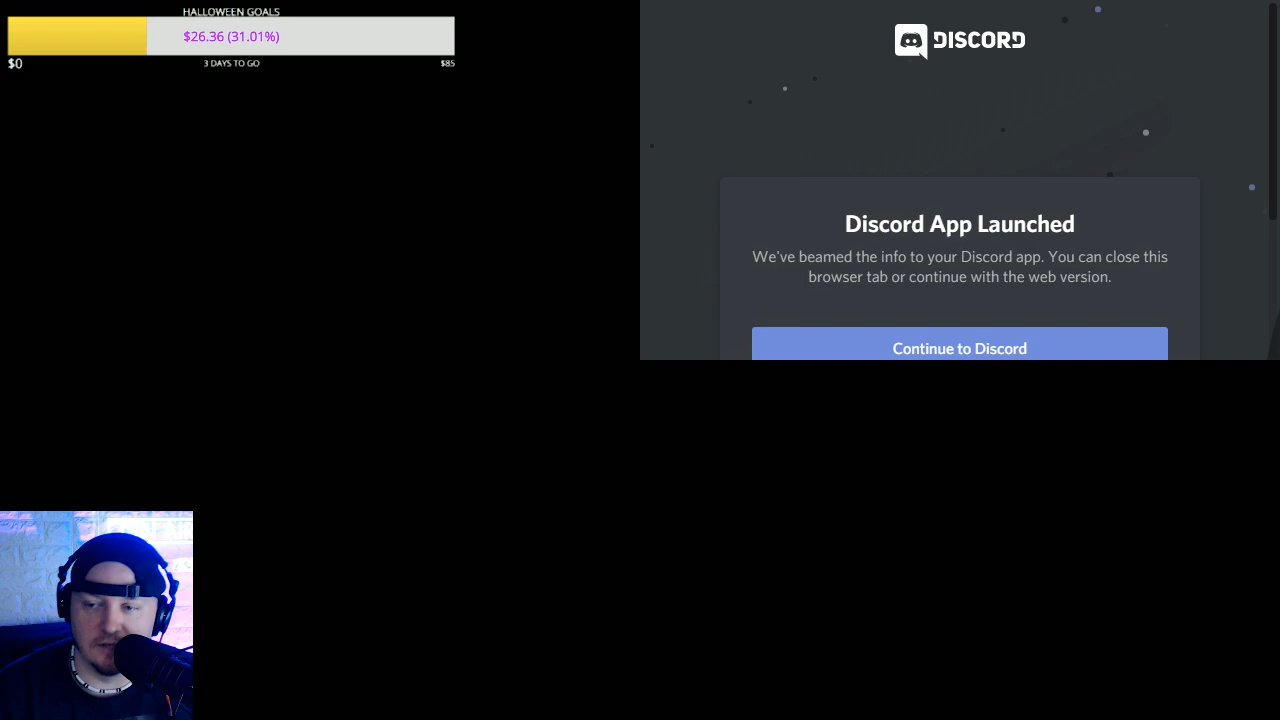 HALLOWEEN GOALS
$26.36 (31.01%)
$0
3 DAYS TO GO
$85
DISCORD
Discord App Launched
We've beamed the info to your Discord app. You can close this
browser tab or continue with the web version.
Continue to Discord